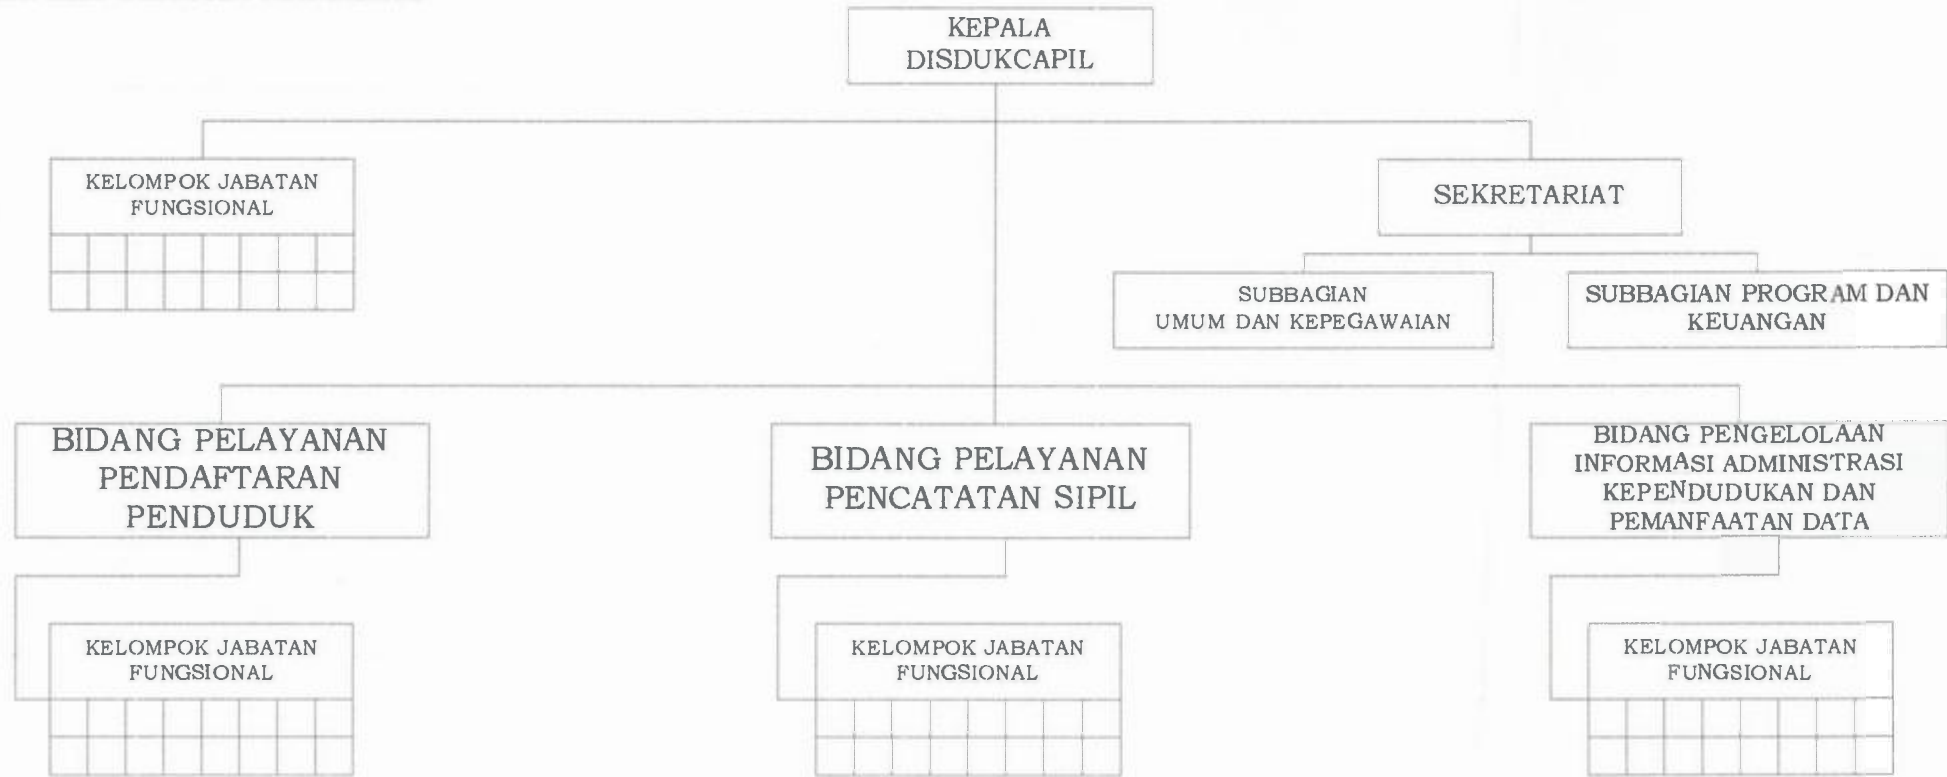 KEPALA
DISDUKCAPIL
KELOMPOK JABATAN
FUNGSIONAL
SEKRETARIAT
SUBBAGIAN
UMUM DAN KEPEGAWAIAN
SUBBAGIAN PROGRAM DAN
KEUANGAN
BIDANG PELAYANAN
PENDAFTARAN
PENDUDUK
BIDANG PELAYANAN
PENCATATAN SIPIL
BIDANG PENGELOLAAN
INFORMASI ADMINISTRASI
KEPENDUDUKAN DAN
PEMANFAATAN DATA
KELOMPOK JABATAN
FUNGSIONAL
KELOMPOK JABATAN
FUNGSIONAL
KELOMPOK JABATAN
FUNGSIONAL